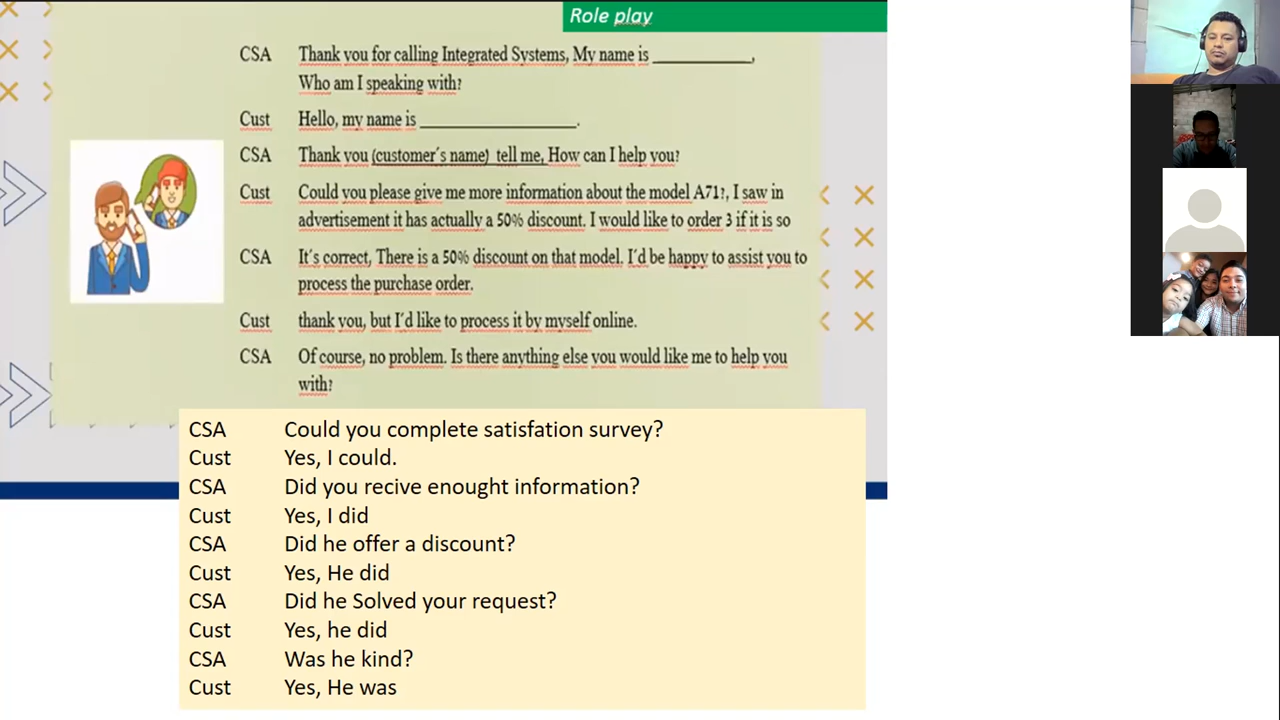 Role play
CSA Thank you for calling Integrated Systems, My name is ____________,
Who am I speaking with?
Cust Hello, my name is ___________________.
CSA Thank you (customer´s name) tell me, How can I help you?
Cust Could you please give me more information about the model A71?, I saw in
advertisement it has actually a 50% discount. I would like to order 3 if it is so
CSA It´s correct, There is a 50% discount on that model. I´d be happy to assist you to
process the purchase order.
Cust thank you, but I´d like to process it by myself online.
CSA Of course, no problem. Is there anything else you would like me to help you
with?
CSA Could you complete satisfation survey?
Cust Yes, I could.
CSA Did you recive enought information?
Cust Yes, I did
CSA Did he offer a discount?
Cust Yes, He did
CSA Did he Solved your request?
Cust Yes, he did
CSA Was he kind?
Cust Yes, He was